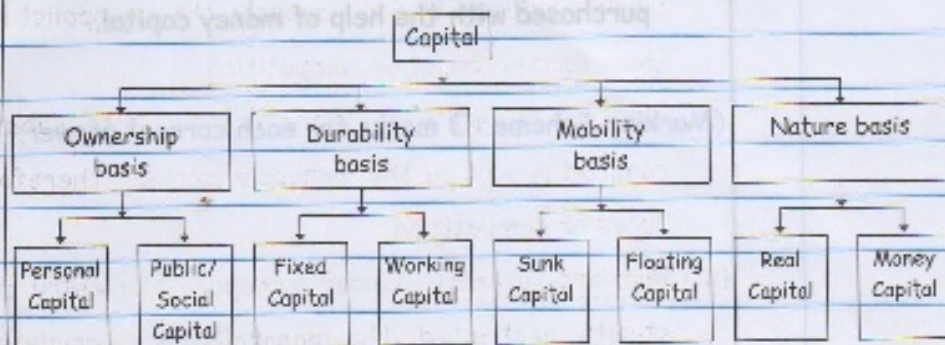 purchased with the help of money capital.
Capital
Ownership
basis
Durability
basis
Mobility
basis
Nature basis
Personal
Capital
Public/
Social
Capital
Fixed
Capital
Working
Capital
Sunk
Capital
Floating
Capital
Real
Capital
Money
Capital